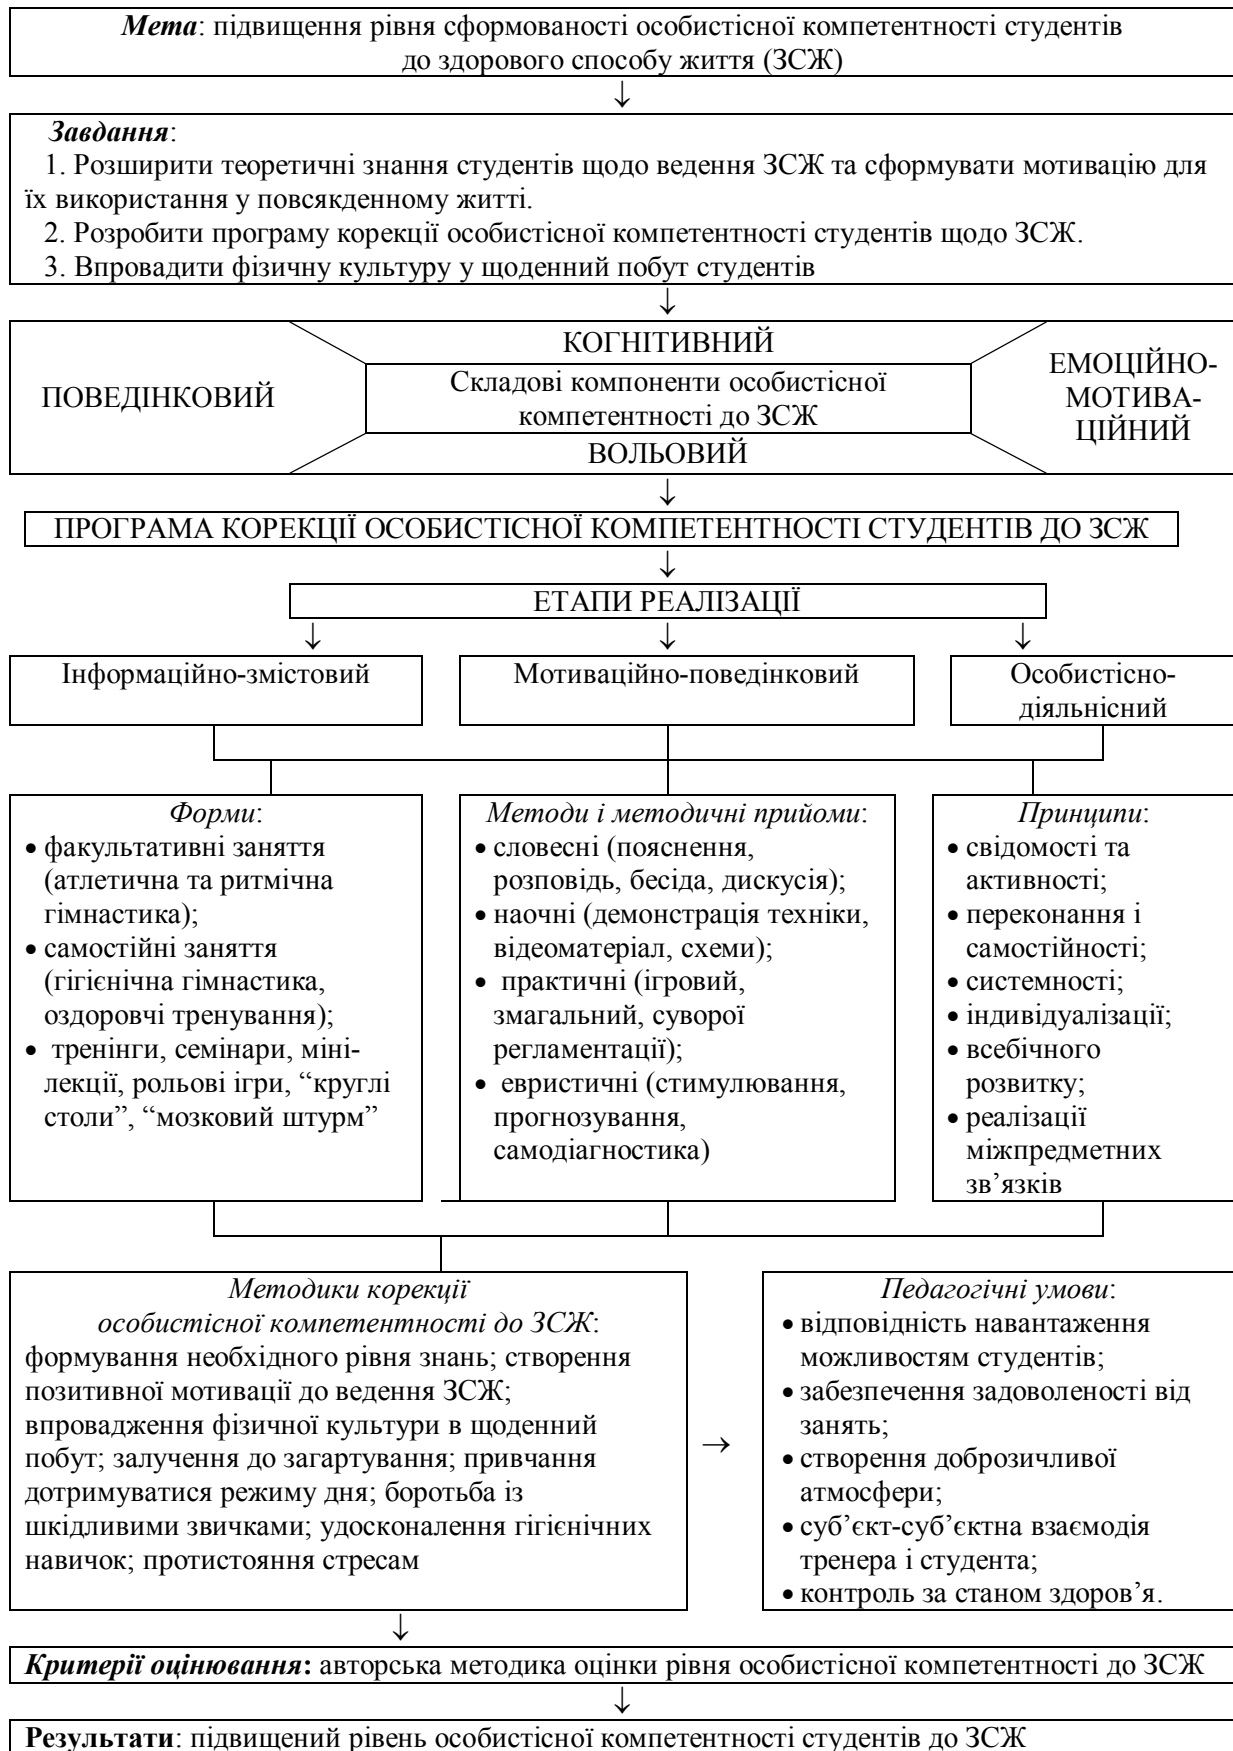 Мета: підвищення рівня сформованості особистісної компетентності студентів
до здорового способу життя (ЗСЖ)
↓
Завдання:
1. Розширити теоретичні знання студентів щодо ведення ЗСЖ та сформувати мотивацію для
їх використання у повсякденному житті.
2. Розробити програму корекції особистісної компетентності студентів щодо ЗСЖ.
3. Впровадити фізичну культуру у щоденний побут студентів
↓
ПОВЕДІНКОВИЙ
КОГНІТИВНИЙ
Складові компоненти особистісної
компетентності до ЗСЖ
ВОЛЬОВИЙ
ЕМОЦІЙНО-
МОТИВА-
ЦІЙНИЙ
↓
ПРОГРАМА КОРЕКЦІЇ ОСОБИСТІСНОЇ КОМПЕТЕНТНОСТІ СТУДЕНТІВ ДО ЗСЖ
↓
ЕТАПИ РЕАЛІЗАЦІЇ
↓ ↓ ↓
Інформаційно-змістовий
Мотиваційно-поведінковий
Особистісно-
діяльнісний
Форми:
• факультативні заняття
(атлетична та ритмічна
гімнастика);
• самостійні заняття
(гігієнічна гімнастика,
оздоровчі тренування);
• тренінги, семінари, міні-
лекції, рольові ігри, “круглі
столи”, “мозковий штурм”
Методи і методичні прийоми:
• словесні (пояснення,
розповідь, бесіда, дискусія);
• наочні (демонстрація техніки,
відеоматеріал, схеми);
• практичні (ігровий,
змагальний, суворої
регламентації);
• евристичні (стимулювання,
прогнозування,
самодіагностика)
Принципи:
• свідомості та
активності;
• переконання і
самостійності;
• системності;
• індивідуалізації;
• всебічного
розвитку;
• реалізації
міжпредметних
зв’язків
Методики корекції
особистісної компетентності до ЗСЖ:
формування необхідного рівня знань; створення
позитивної мотивації до ведення ЗСЖ;
впровадження фізичної культури в щоденний
побут; залучення до загартування; привчання
дотримуватися режиму дня; боротьба із
шкідливими звичками; удосконалення гігієнічних
навичок; протистояння стресам
→
Педагогічні умови:
• відповідність навантаження
можливостям студентів;
• забезпечення задоволеності від
занять;
• створення доброзичливої
атмосфери;
• суб’єкт-суб’єктна взаємодія
тренера і студента;
• контроль за станом здоров’я.
↓
Критерії оцінювання: авторська методика оцінки рівня особистісної компетентності до ЗСЖ
↓
Результати: підвищений рівень особистісної компетентності студентів до ЗСЖ